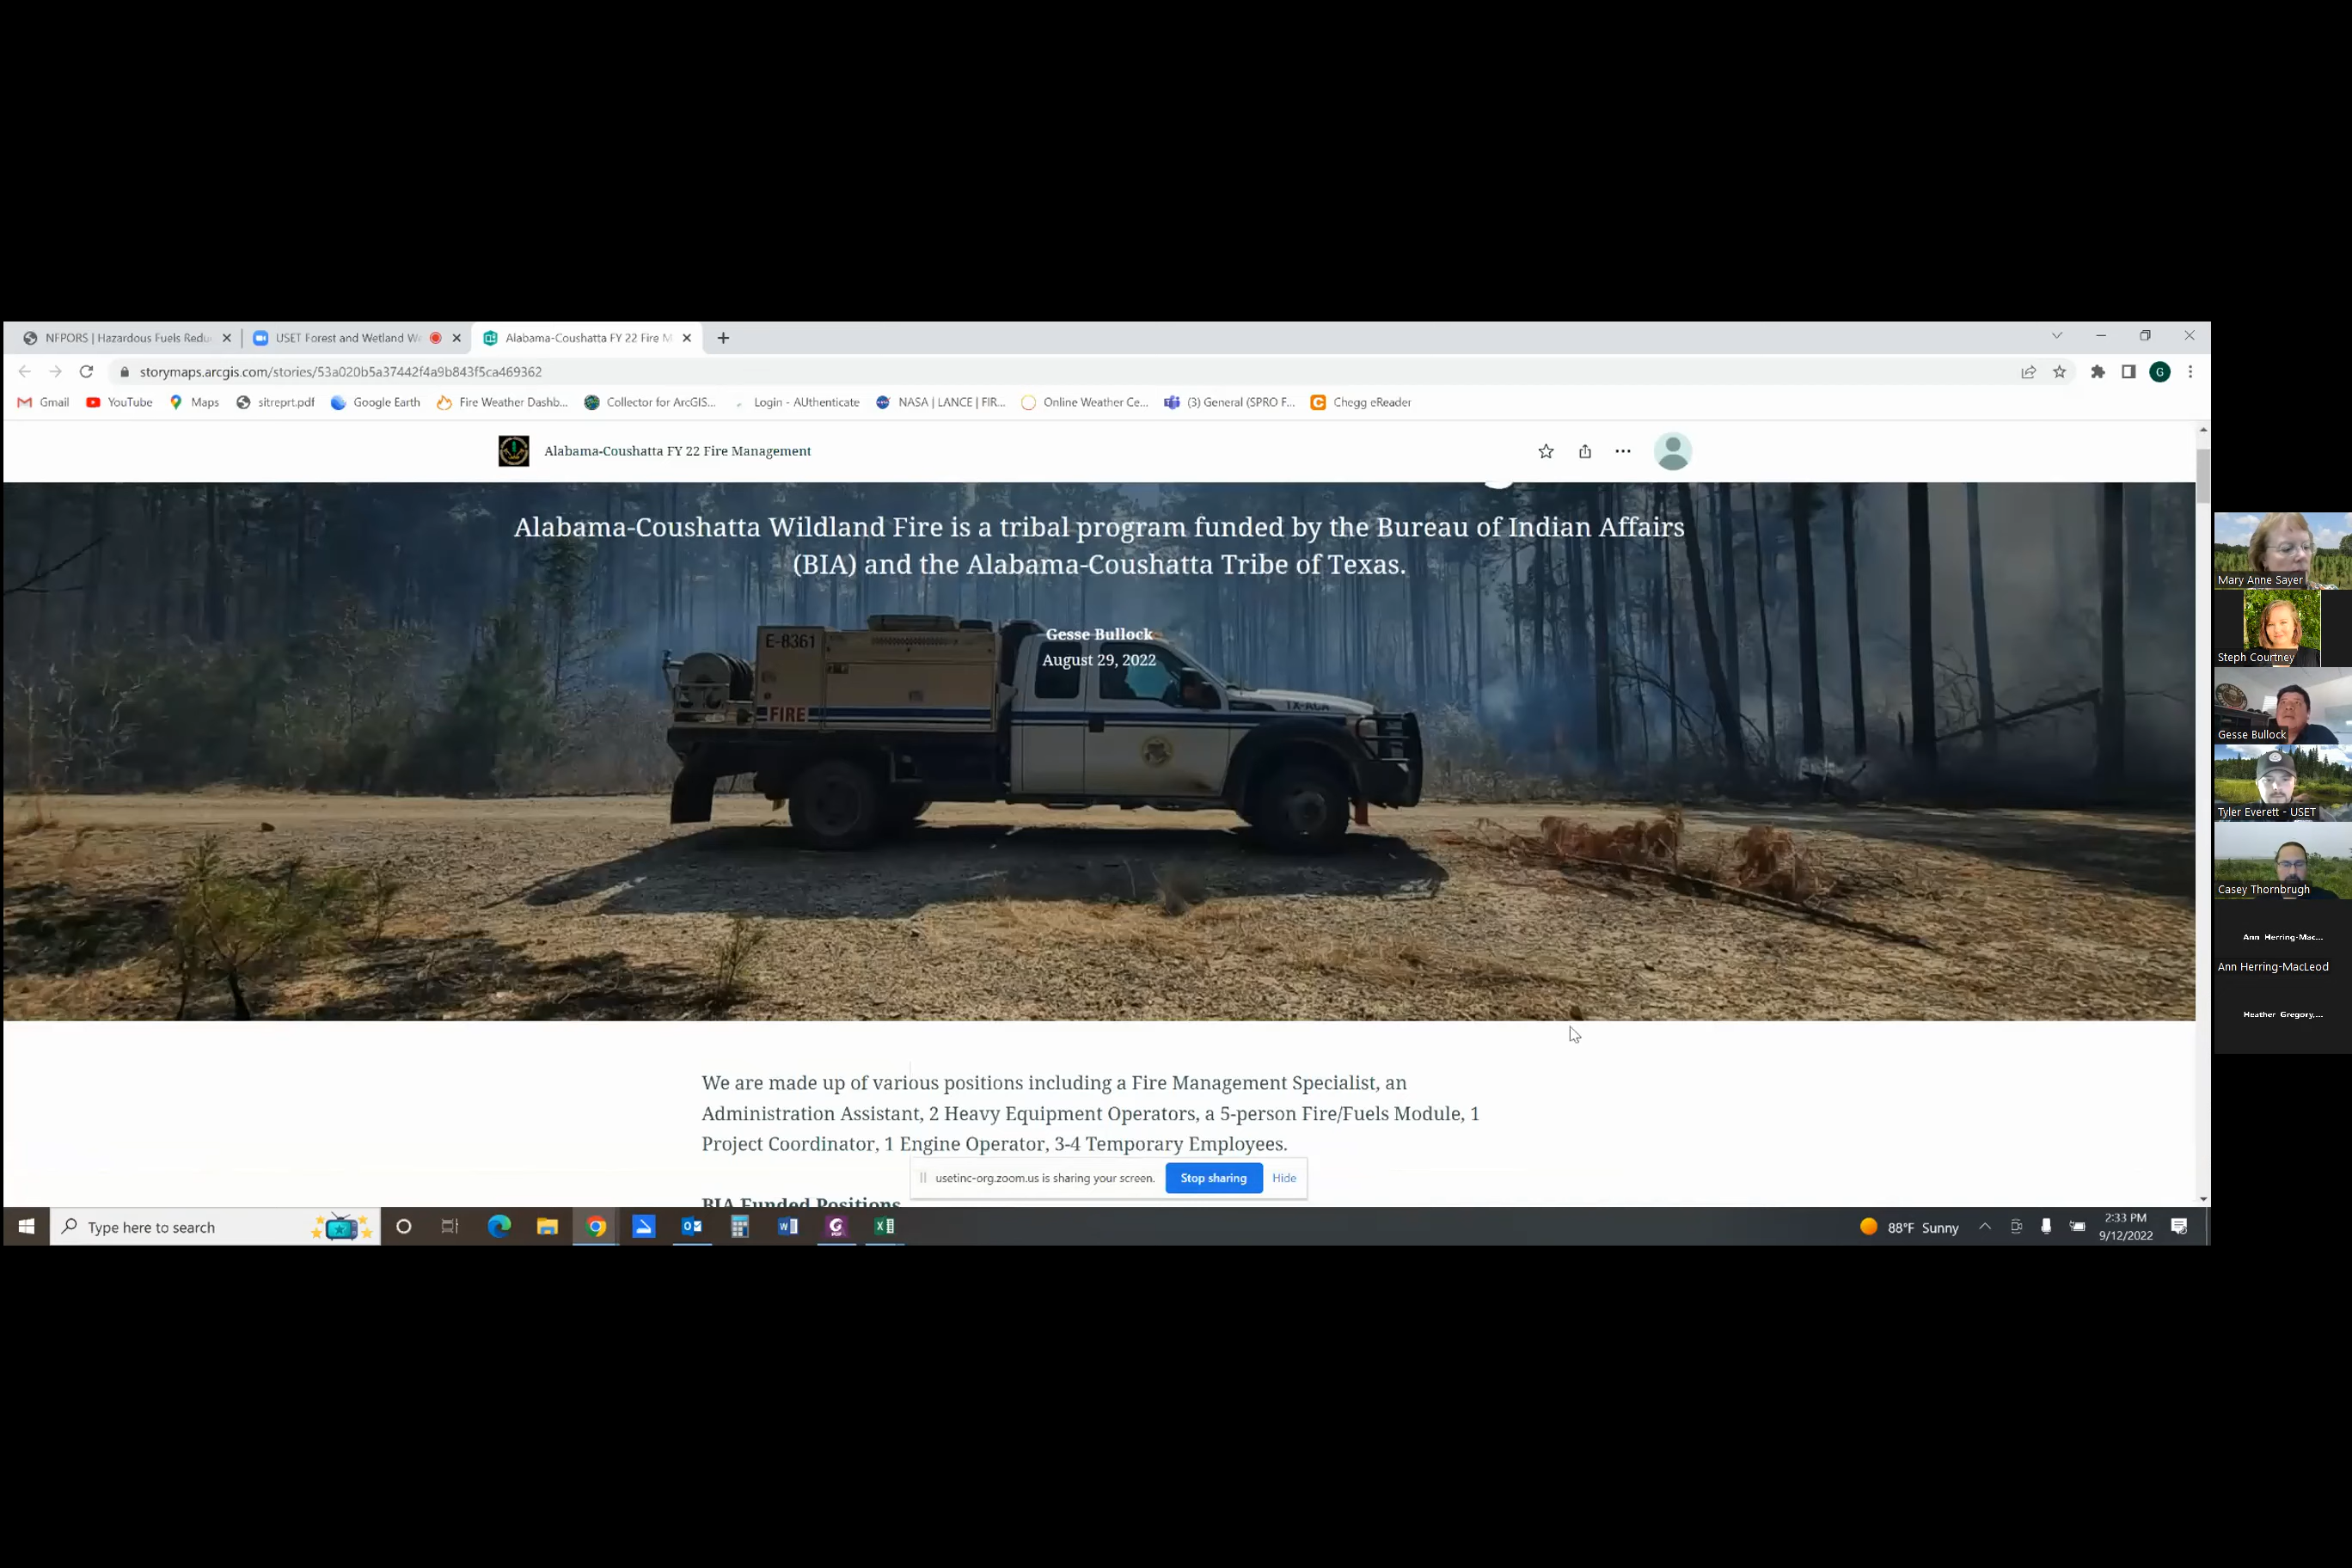 NFPORS | Hazardous Fuels Redu
USET Forest and Wetland W
Alabama-Coushatta FY 22 Fire M
storymaps.arcgis.com/stories/53a020b5a37442f4a9b843f5ca469362
G
Gmail
YouTube
Maps
sitreprt.pdf
Google Earth
Fire Weather Dashb...
Collector for ArcGIS...
Login - AUthenticate
NASA | LANCE | FIR...
Online Weather Ce...
(3) General (SPRO F...
Chegg eReader
Alabama-Coushatta FY 22 Fire Management
Alabama-Coushatta Wildland Fire is a tribal program funded by the Bureau of Indian Affairs
(BIA) and the Alabama-Coushatta Tribe of Texas.
Gesse Bullock
August 29, 2022
E-8361
FIRE
TX-ACA
We are made up of various positions including a Fire Management Specialist, an
Administration Assistant, 2 Heavy Equipment Operators, a 5-person Fire/Fuels Module, 1
Project Coordinator, 1 Engine Operator, 3-4 Temporary Employees.
BIA Funded Positions
usetinc-org.zoom.us is sharing your screen.
Stop sharing
Hide
Type here to search
88°F Sunny
2:33 PM
9/12/2022
Mary Anne Sayer
Steph Courtney
Gesse Bullock
Tyler Everett - USET
Casey Thornbrugh
Ann Herring-Mac...
Ann Herring-MacLeod
Heather Gregory,...